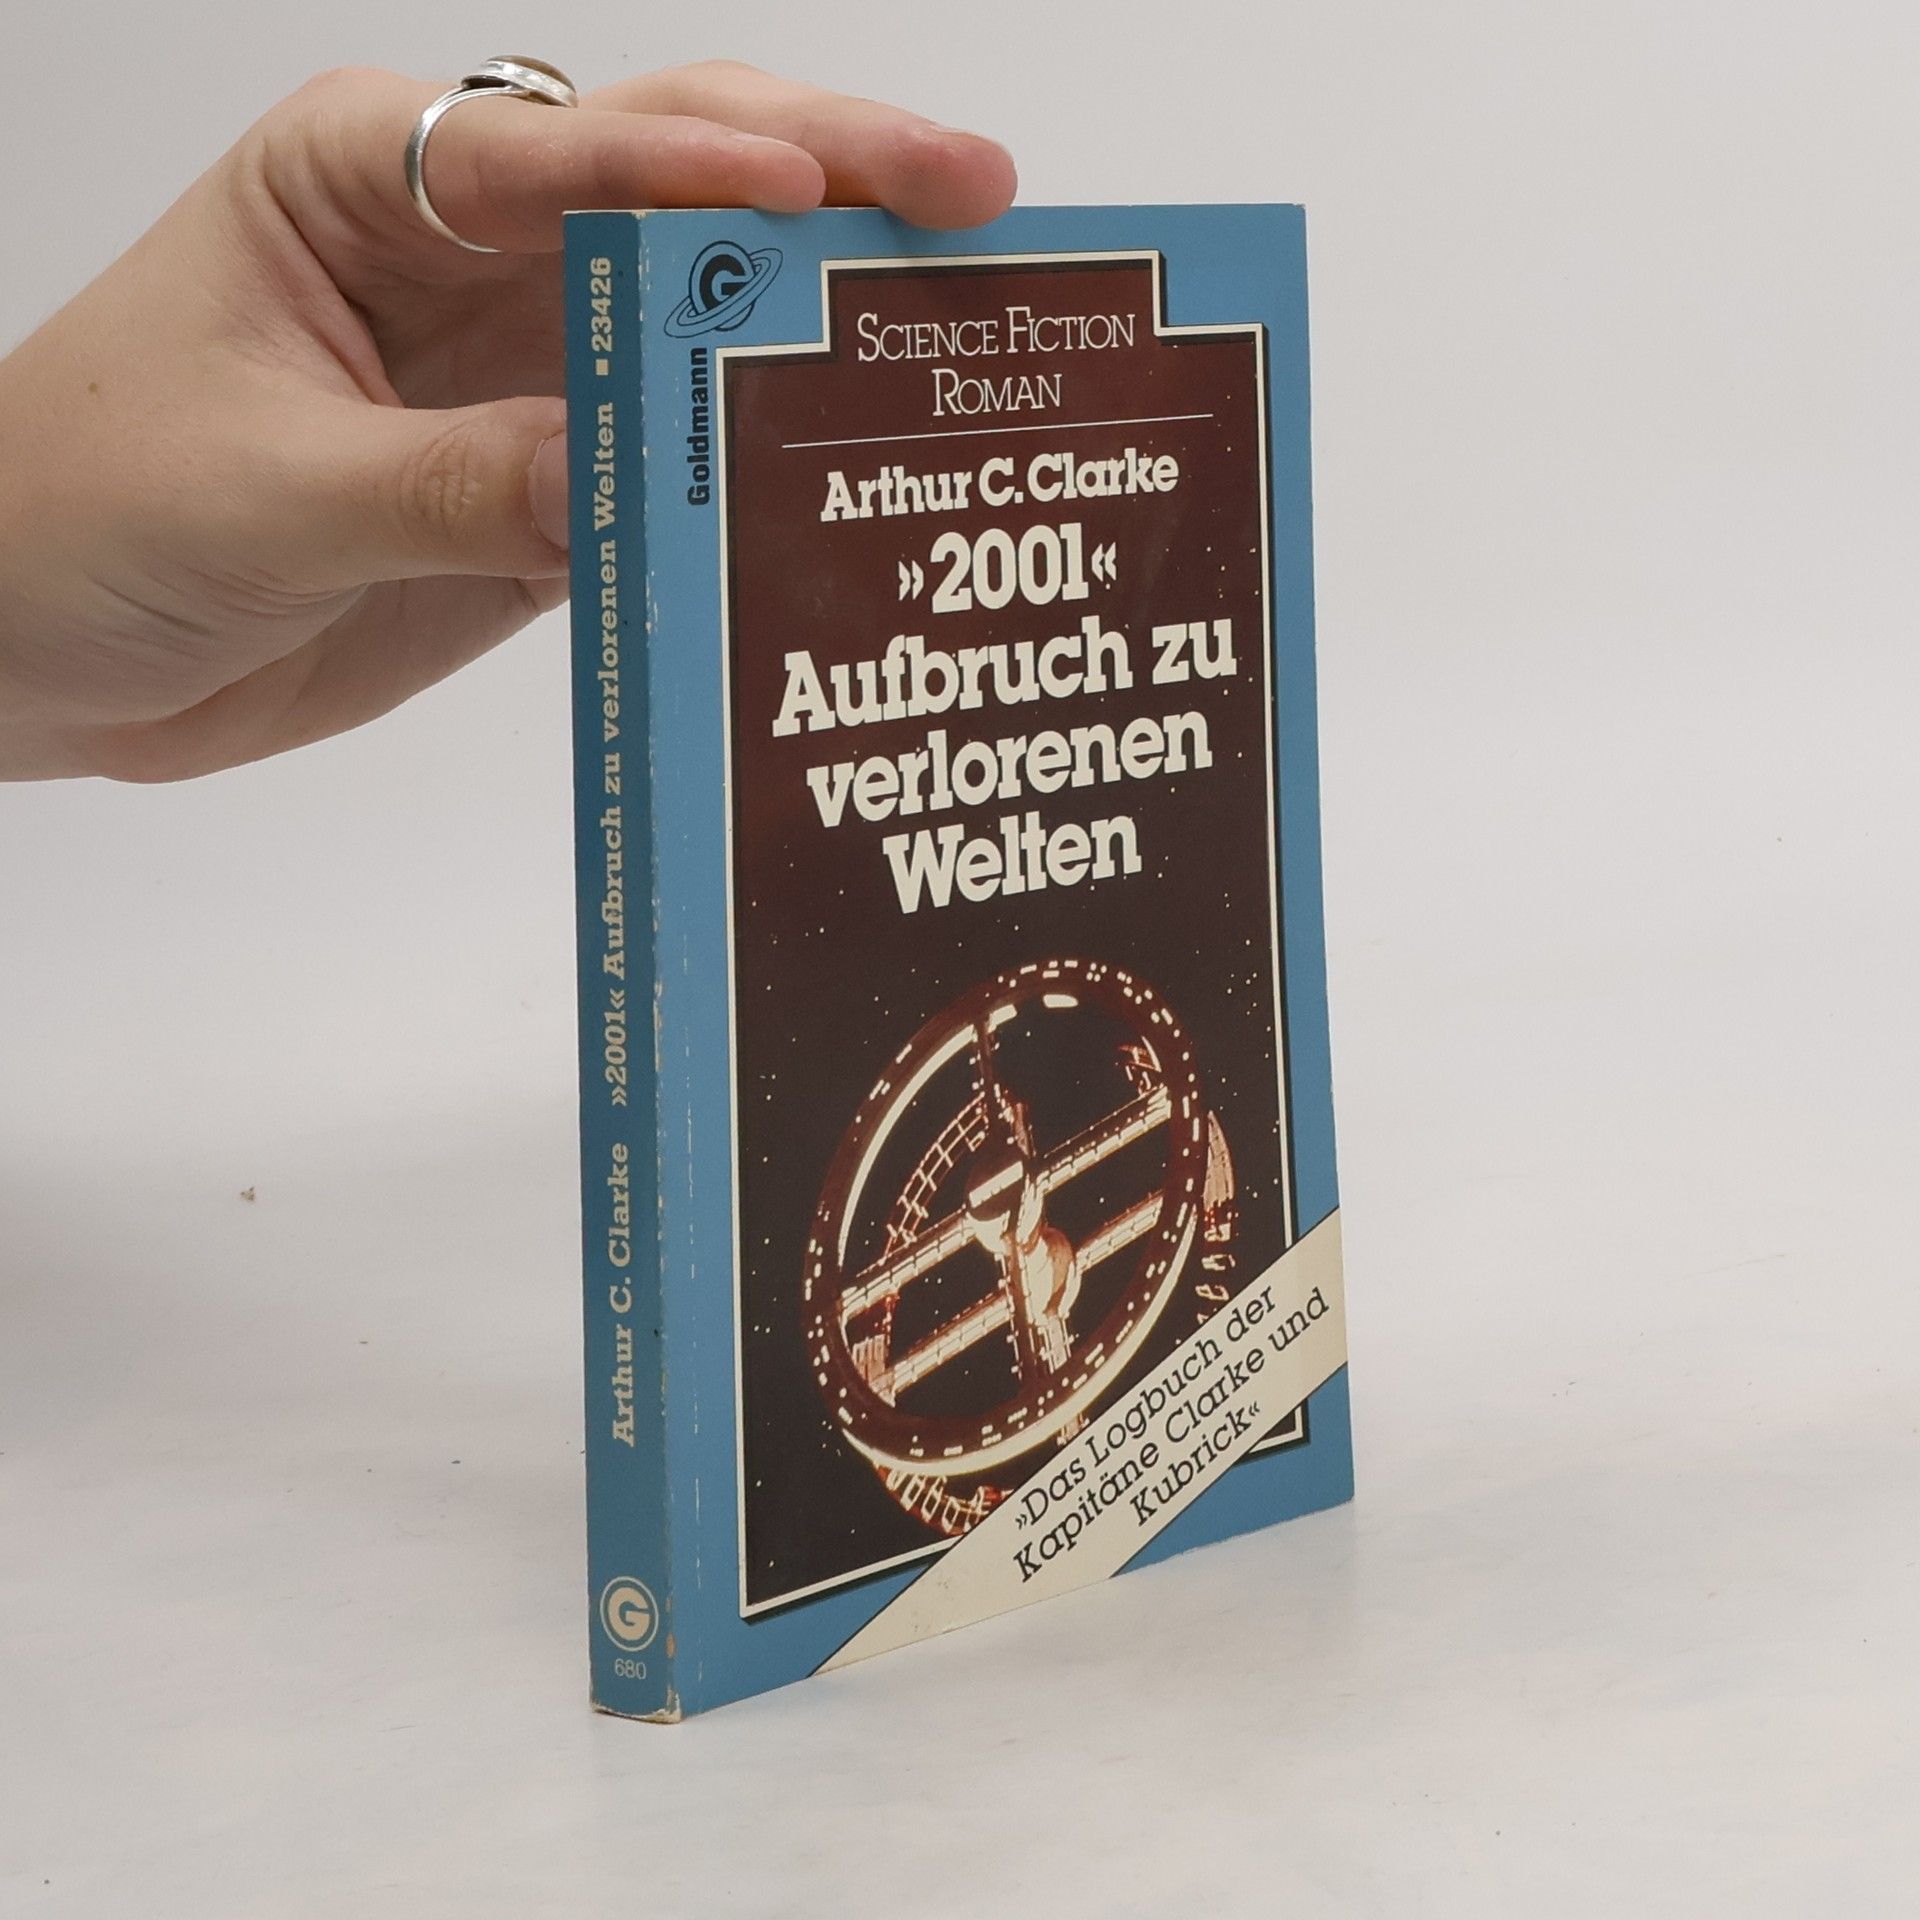 Arthur C. Clarke »2001« Aufbruch zu verlorenen Welten ■ 23426
G
680
G
Goldmann
SCIENCE FICTION
ROMAN
Arthur C. Clarke
»2001«
Aufbruch zu
verlorenen
Welten
»Das Logbuch der
Kapitäne Clarke und
Kubrick«